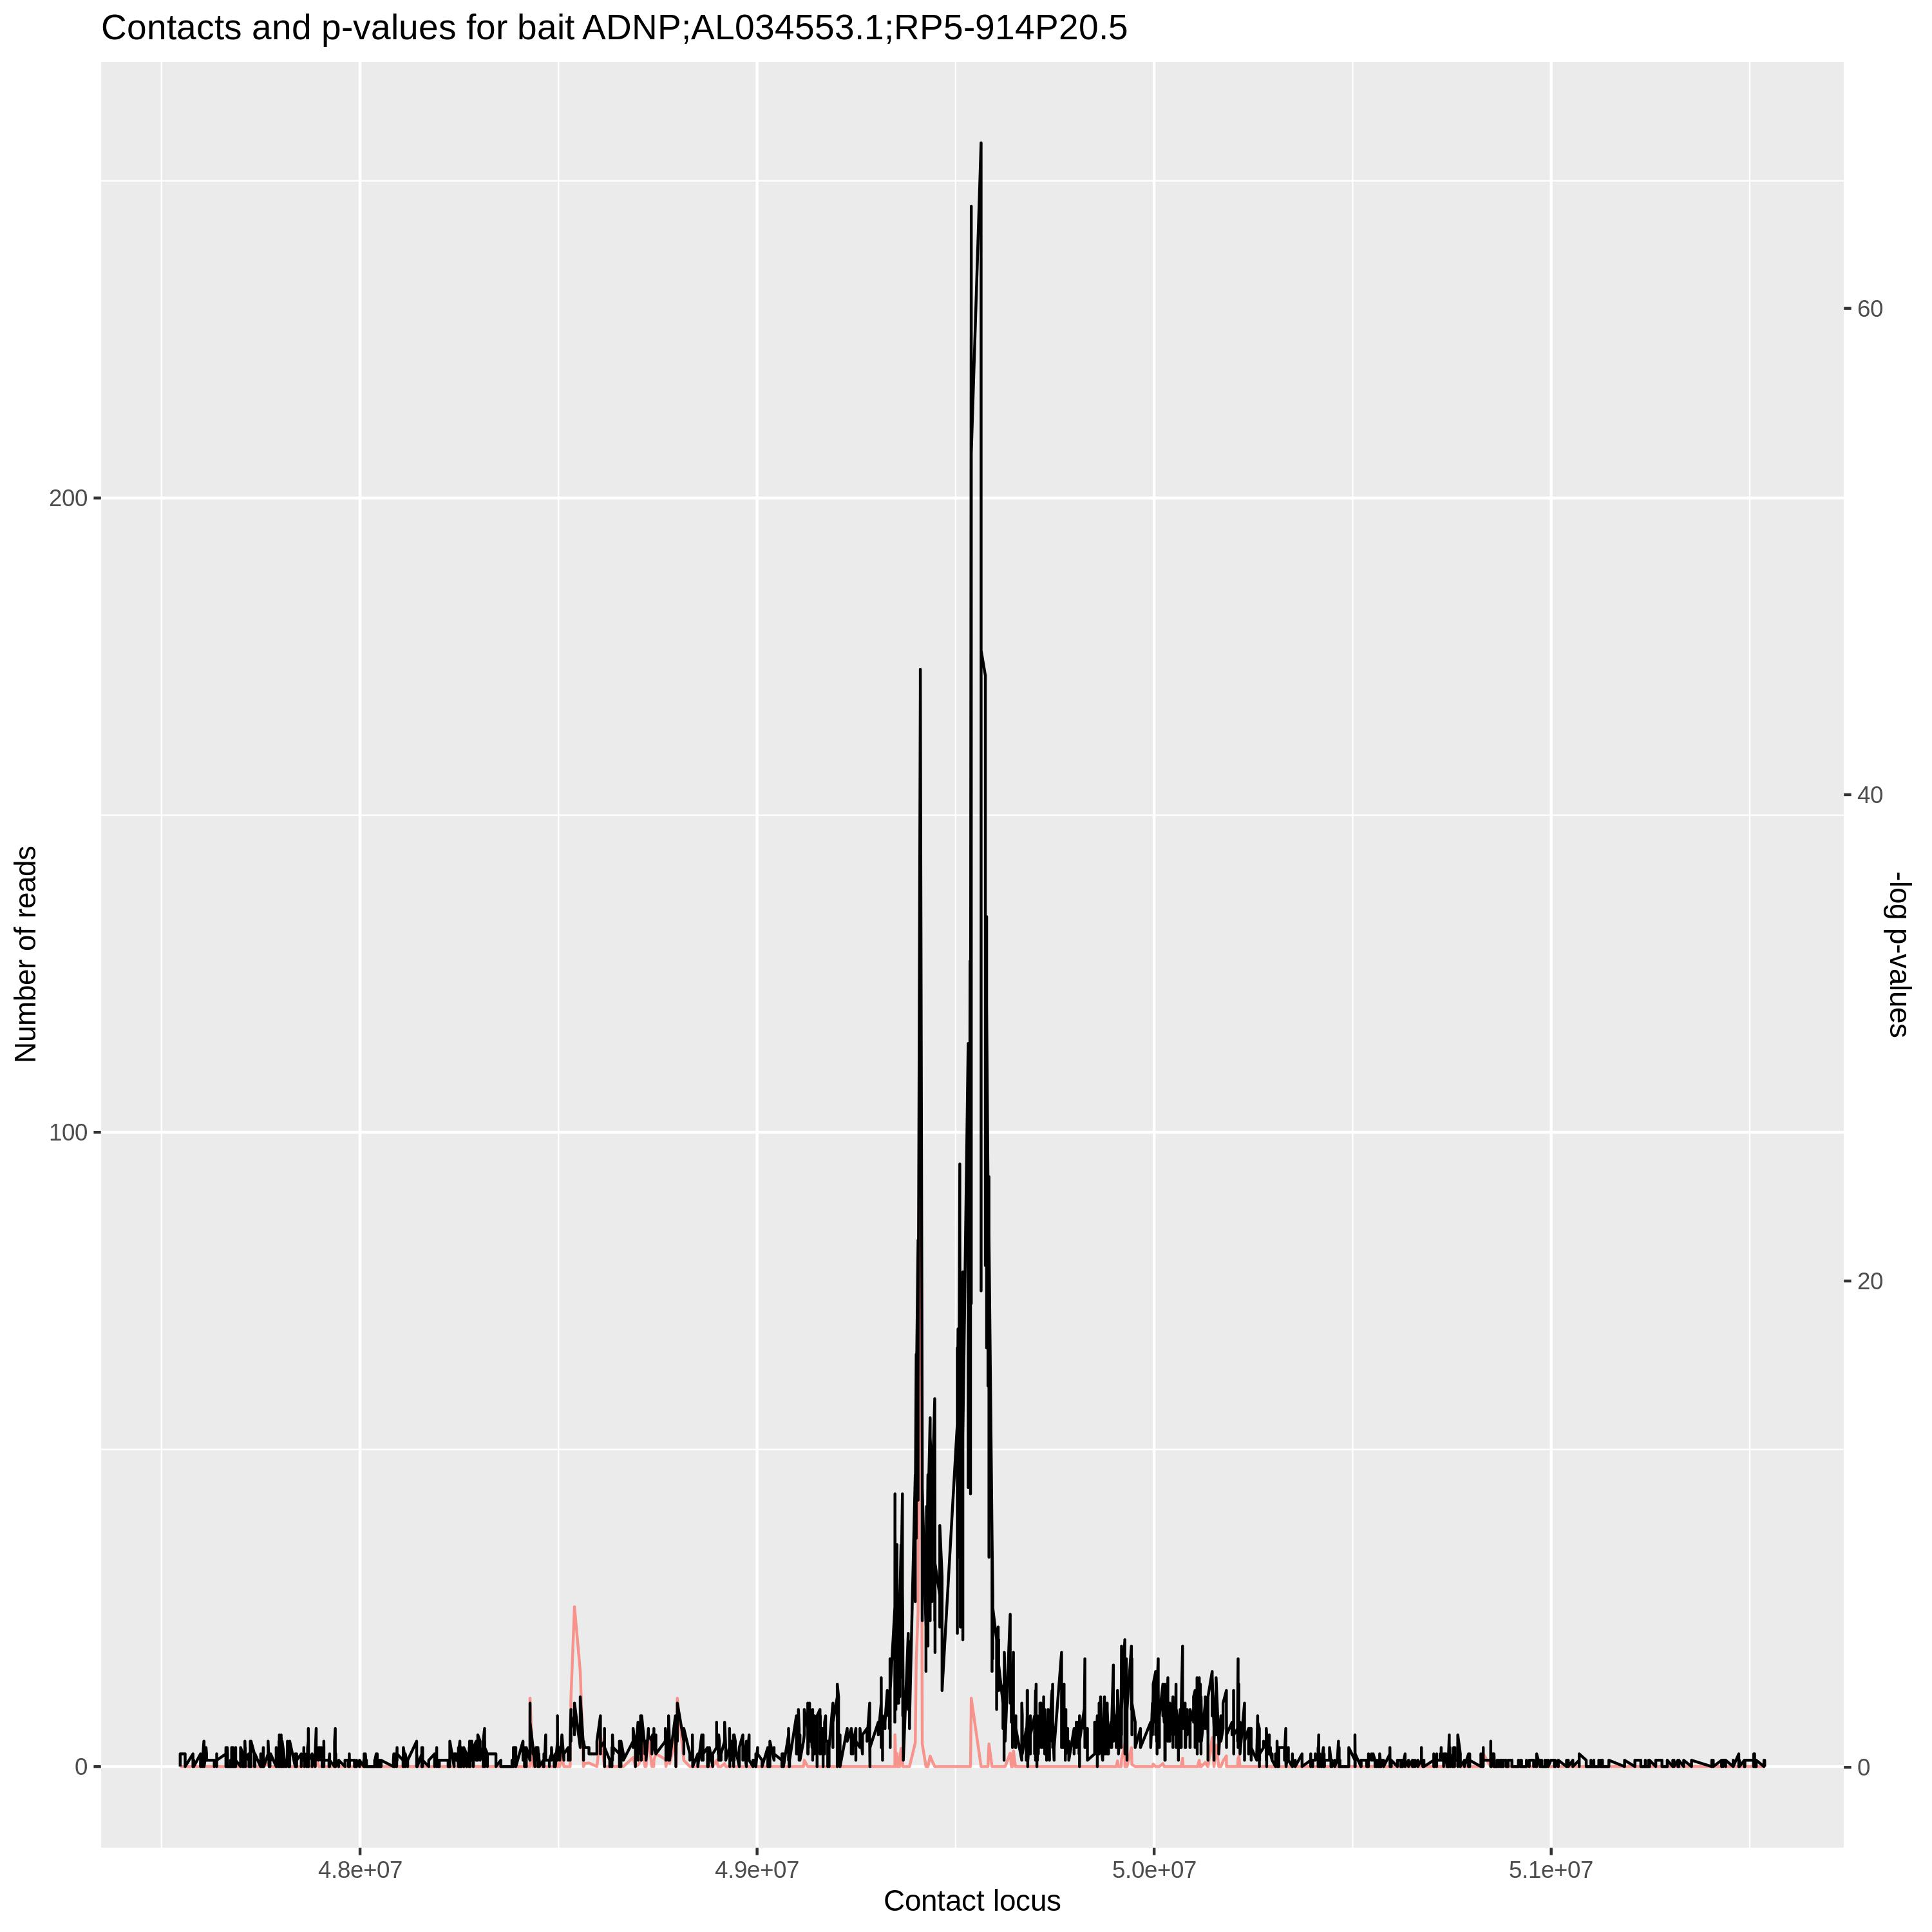 Contacts and p-values for bait ADNP;AL034553.1;RP5-914P20.5
Number of reads
200
100
0
60
40
20
0
-log p-values
4.8e+07 4.9e+07 5.0e+07 5.1e+07
Contact locus